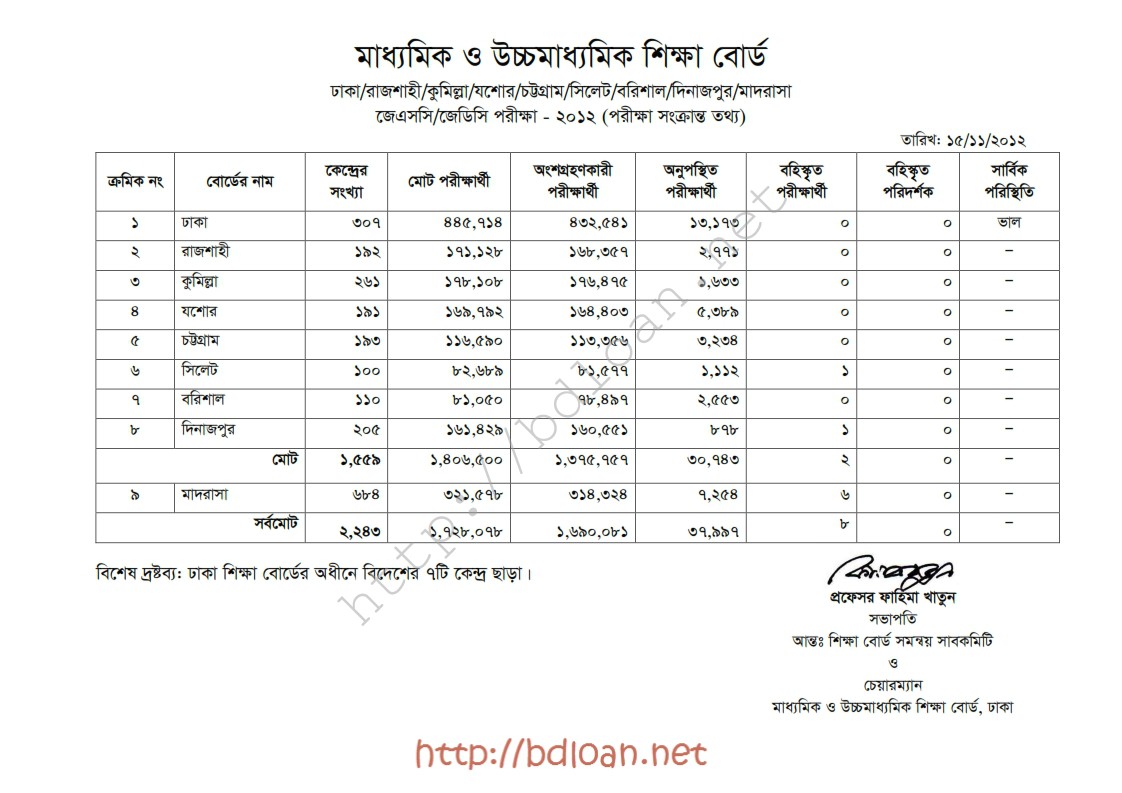 মাধ্যমিক ও উচ্চমাধ্যমিক শিক্ষা বোর্ড
ঢাকা/রাজশাহী/কুমিল্লা/যশোর/চট্টগ্রাম/সিলেট/বরিশাল/দিনাজপুর/মাদরাসা
জেএসসি/জেডিসি পরীক্ষা - ২০১২ (পরীক্ষা সংক্রান্ত তথ্য)
তারিখ: ১৫/১১/২০১২
ক্রমিক নং বোর্ডের নাম কেন্দ্রের সংখ্যা মোট পরীক্ষার্থী অংশগ্রহণকারী পরীক্ষার্থী অনুপস্থিত পরীক্ষার্থী বহিস্কৃত পরীক্ষার্থী বহিস্কৃত পরিদর্শক সার্বিক পরিস্থিতি
১ ঢাকা ৩০৭ ৪৪৫,৭১৪ ৪৩২,৫৪১ ১৩,১৭৩ ০ ০ ভাল
২ রাজশাহী ১৯২ ১৭১,১২৮ ১৬৮,৩৫৭ ২,৭৭১ ০ ০ –
৩ কুমিল্লা ২৬১ ১৭৮,১০৮ ১৭৬,৪৭৫ ১,৬৩৩ ০ ০ –
৪ যশোর ১৯১ ১৬৯,৭৯২ ১৬৪,৪০৩ ৫,৩৮৯ ০ ০ –
৫ চট্টগ্রাম ১৯৩ ১১৬,৫৯০ ১১৩,৩৫৬ ৩,২৩৪ ০ ০ –
৬ সিলেট ১০০ ৮২,৬৮৯ ৮১,৫৭৭ ১,১১২ ১ ০ –
৭ বরিশাল ১১০ ৮১,০৫০ ৭৮,৪৯৭ ২,৫৫৩ ০ ০ –
৮ দিনাজপুর ২০৫ ১৬১,৪২৯ ১৬০,৫৫১ ৮৭৮ ১ ০ –
মোট ১,৫৫৯ ১,৪০৬,৫০০ ১,৩৭৫,৭৫৭ ৩০,৭৪৩ ২ ০ –
৯ মাদরাসা ৬৮৪ ৩২১,৫৭৮ ৩১৪,৩২৪ ৭,২৫৪ ৬ ০ –
সর্বমোট ২,২৪৩ ১,৭২৮,০৭৮ ১,৬৯০,০৮১ ৩৭,৯৯৭ ৮ ০ –
বিশেষ দ্রষ্টব্য: ঢাকা শিক্ষা বোর্ডের অধীনে বিদেশের ৭টি কেন্দ্র ছাড়া।
প্রফেসর ফাহিমা খাতুন
সভাপতি
আন্তঃ শিক্ষা বোর্ড সমন্বয় সাবকমিটি
ও
চেয়ারম্যান
মাধ্যমিক ও উচ্চমাধ্যমিক শিক্ষা বোর্ড, ঢাকা
http://bdloan.net
http://bdloan.net